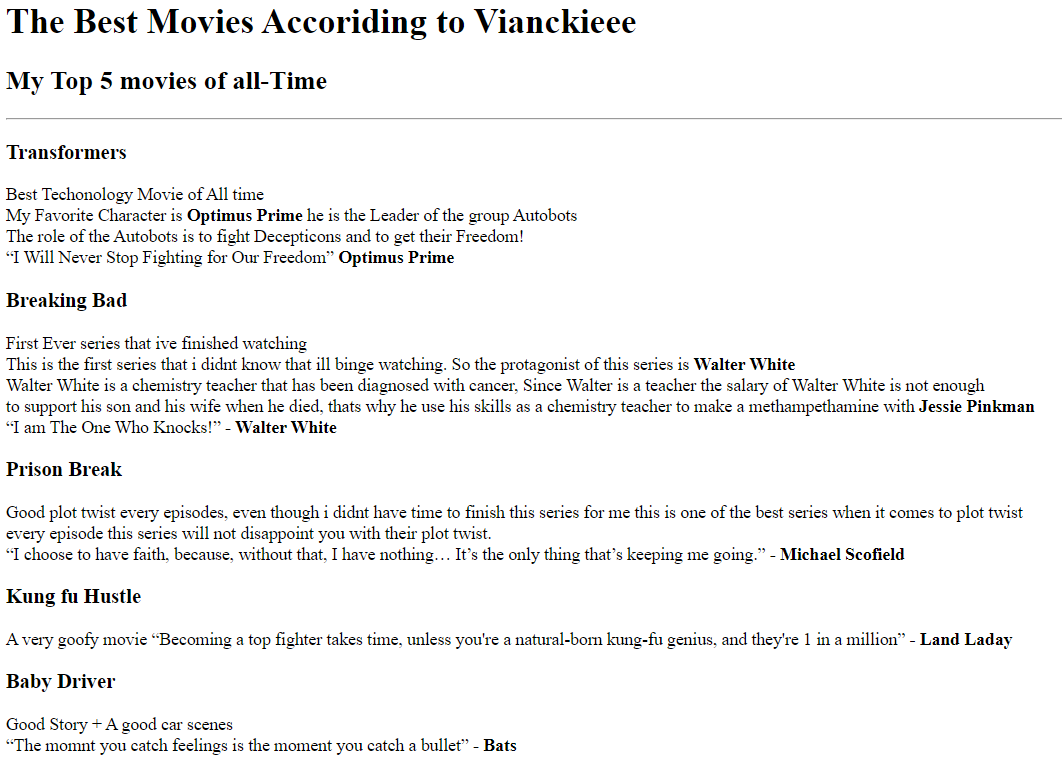 The Best Movies Accoriding to Vianckieee
My Top 5 movies of all-Time
Transformers
Best Techonology Movie of All time
My Favorite Character is Optimus Prime he is the Leader of the group Autobots
The role of the Autobots is to fight Decepticons and to get their Freedom!
“I Will Never Stop Fighting for Our Freedom” Optimus Prime
Breaking Bad
First Ever series that ive finished watching
This is the first series that i didnt know that ill binge watching. So the protagonist of this series is Walter White
Walter White is a chemistry teacher that has been diagnosed with cancer, Since Walter is a teacher the salary of Walter White is not enough
to support his son and his wife when he died, thats why he use his skills as a chemistry teacher to make a methampethamine with Jessie Pinkman
“I am The One Who Knocks!” - Walter White
Prison Break
Good plot twist every episodes, even though i didnt have time to finish this series for me this is one of the best series when it comes to plot twist
every episode this series will not disappoint you with their plot twist.
“I choose to have faith, because, without that, I have nothing… It’s the only thing that’s keeping me going.” - Michael Scofield
Kung fu Hustle
A very goofy movie “Becoming a top fighter takes time, unless you're a natural-born kung-fu genius, and they're 1 in a million” - Land Laday
Baby Driver
Good Story + A good car scenes
“The momnt you catch feelings is the moment you catch a bullet” - Bats